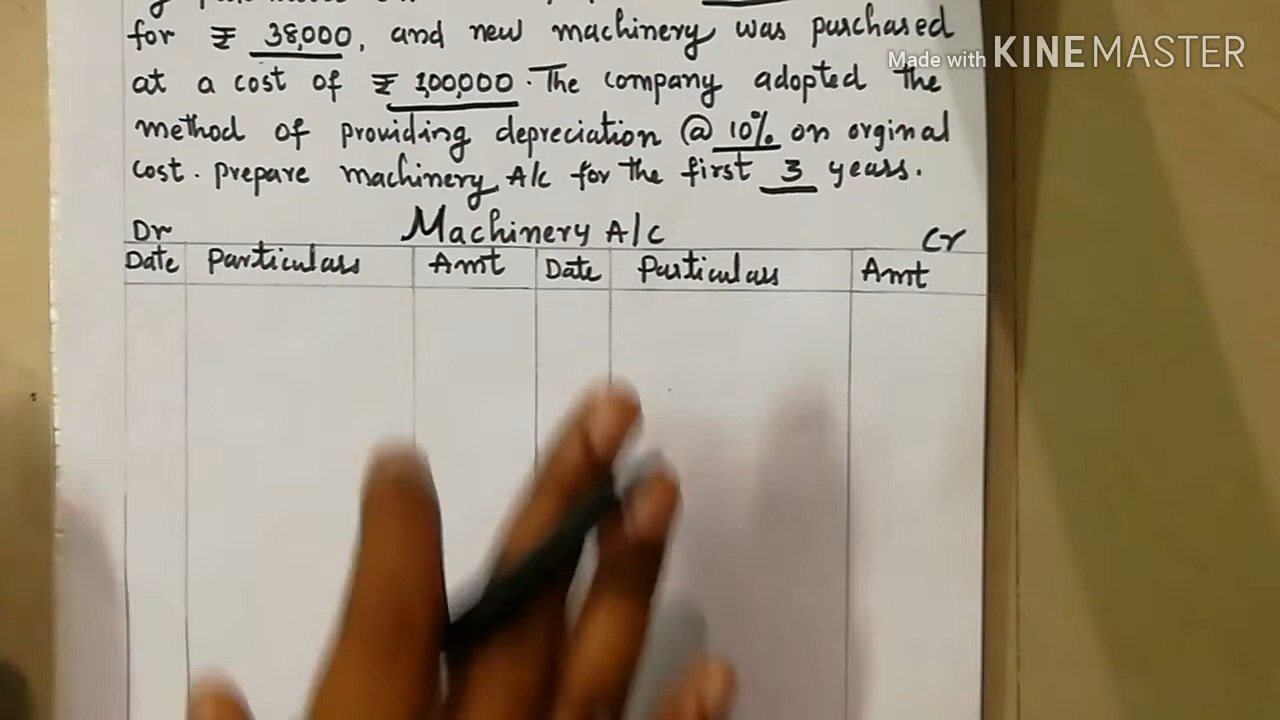 for ₹ 38,000, and new machinery was purchased
Made with KINEMASTER
at a cost of ₹ 1,00,000. The company adopted the
method of providing depreciation @ 10% on orginal
cost. prepare machinery A/c for the first 3 years.
Dr Machinery A/C Cr
Date Particulars Amt Date Particulars Amt